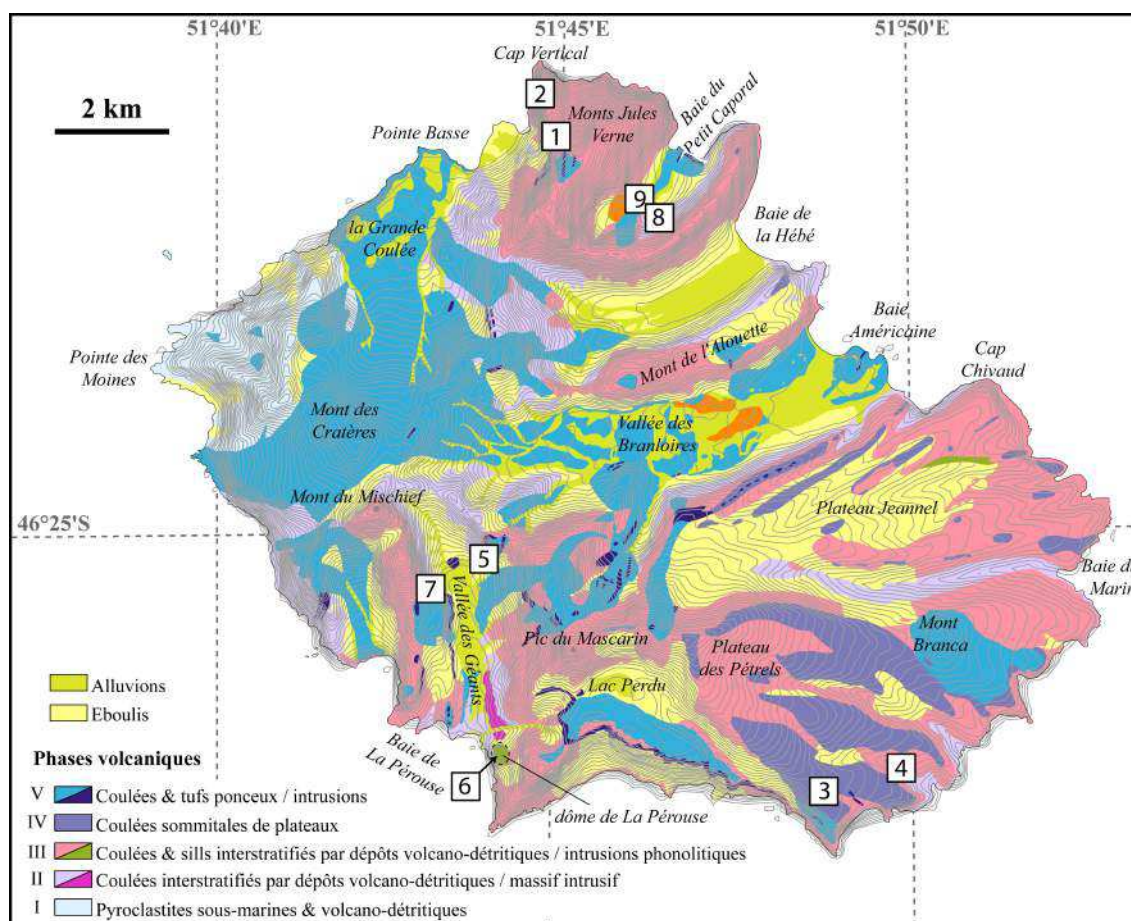 51°40'E 51°45'E 51°50'E
Cap Vertical
2 km
2
Monts Jules
Verne
Baie du
Petit Caporal
1
Pointe Basse
9
8
la Grande
Coulée
Baie de
la Hébé
Baie
Américaine
Mont de l'Alouette
Cap
Chivaud
Pointe des
Moines
Mont des
Cratères
Vallée des
Branloires
Mont du Mischief
Plateau Jeannel
46°25'S
5
7
Vallée des Géants
Baie du
Marin
Pic du Mascarin
Plateau
des Pétrels
Mont
Branca
Lac Perdu
Alluvions
Eboulis
Baie de
La Pérouse
6
4
3
dôme de La Pérouse
Phases volcaniques
V Coulées & tufs ponceux / intrusions
IV Coulées sommitales de plateaux
III Coulées & sills interstratifiés par dépôts volcano-détritiques / intrusions phonolitiques
II Coulées interstratifiés par dépôts volcano-détritiques / massif intrusif
I Pyroclastites sous-marines & volcano-détritiques